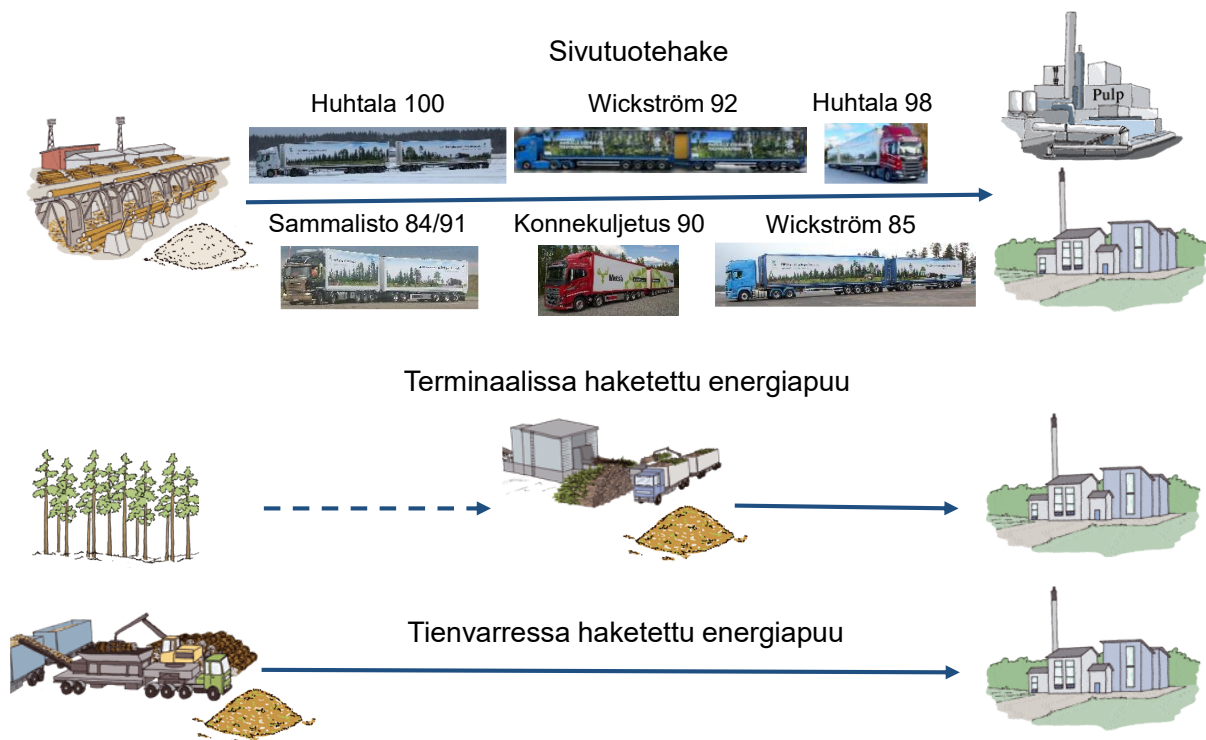 Sivutuotehake
Huhtala 100
Wickström 92
Huhtala 98
Pulp
Sammalisto 84/91
Konnekuljetus 90
Wickström 85
Metsä
Terminaalissa haketettu energiapuu
Tienvarressa haketettu energiapuu